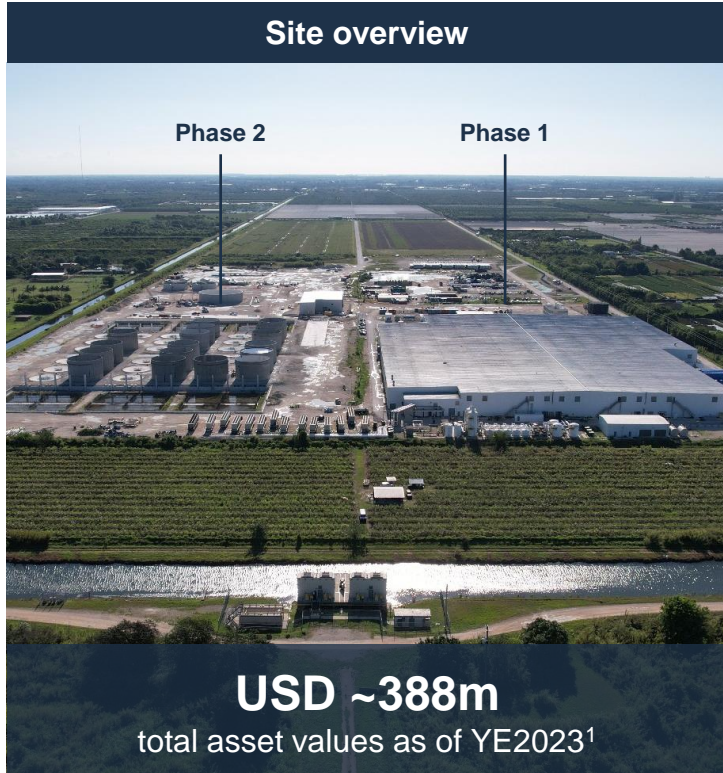 Site overview
Phase 2 Phase 1
USD ~388m
total asset values as of YE2023¹